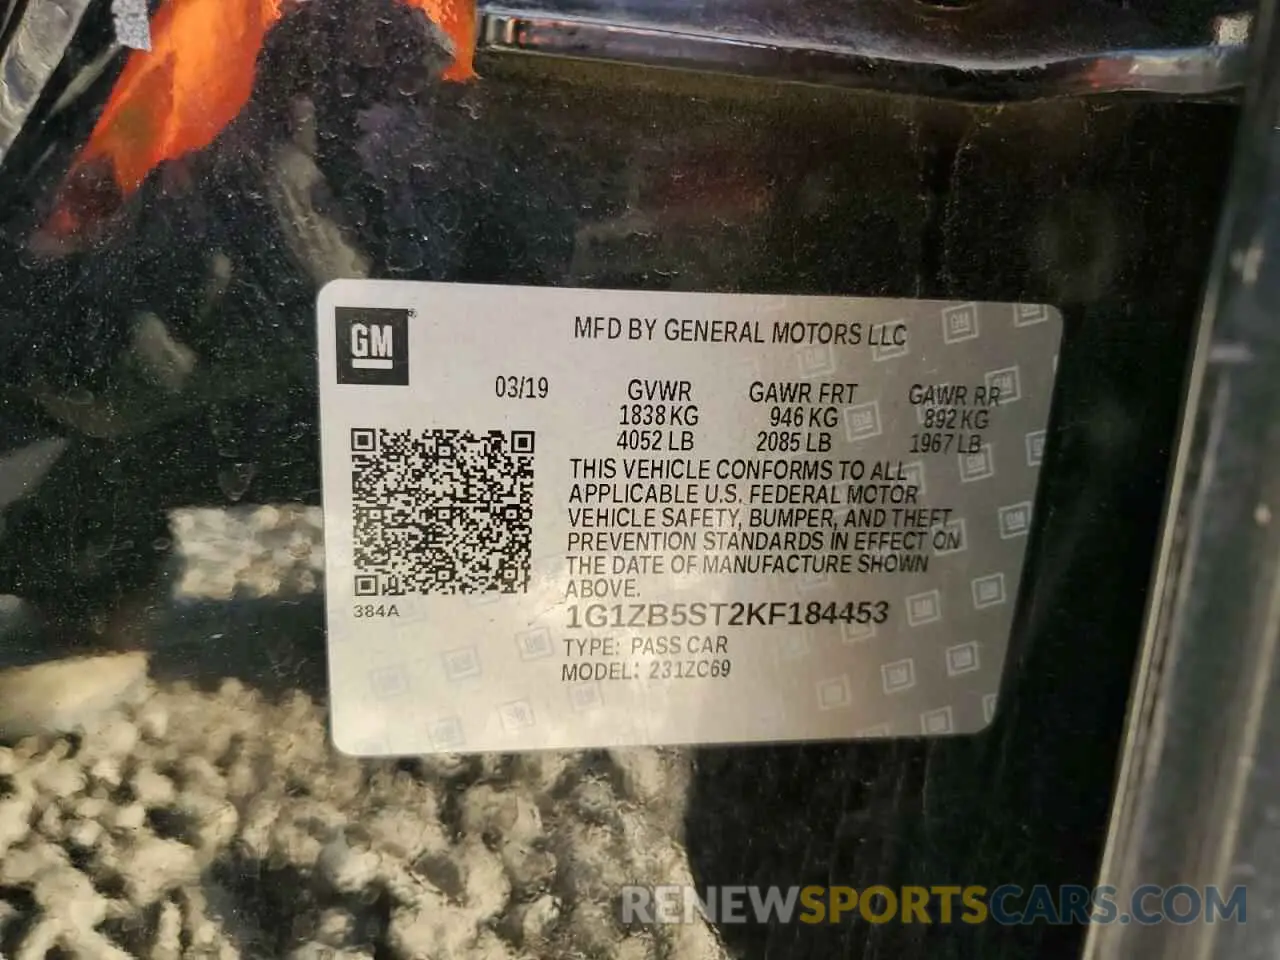 GM
MFD BY GENERAL MOTORS LLC
03/19 GVWR GAWR FRT GAWR RR
1838 KG 946 KG 892 KG
4052 LB 2085 LB 1967 LB
THIS VEHICLE CONFORMS TO ALL
APPLICABLE U.S. FEDERAL MOTOR
VEHICLE SAFETY, BUMPER, AND THEFT
PREVENTION STANDARDS IN EFFECT ON
THE DATE OF MANUFACTURE SHOWN
ABOVE.
384A
1G1ZB5ST2KF184453
TYPE: PASS CAR
MODEL: 231ZC69
RENEWSPORTSCARS.COM